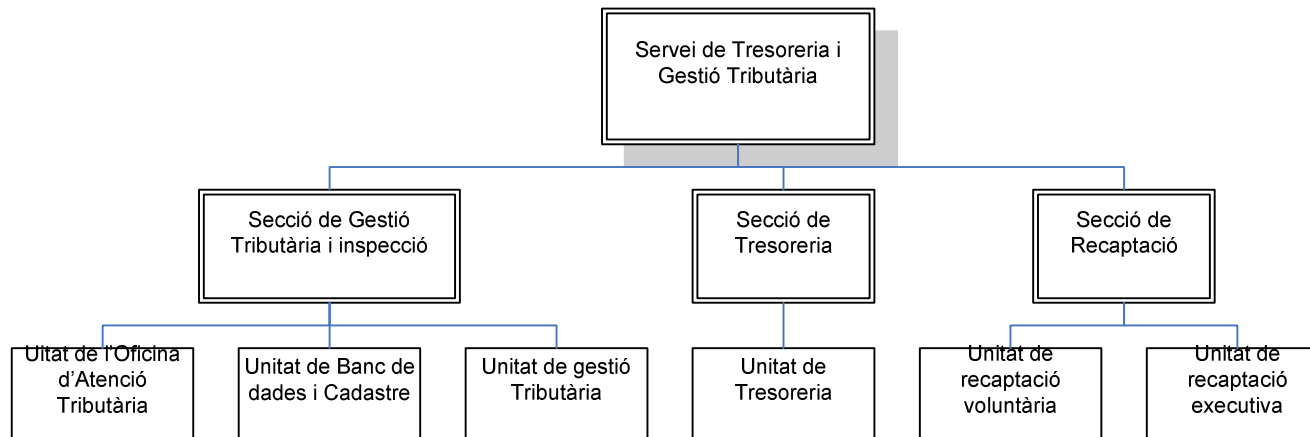 Servei de Tresoreria i
Gestió Tributària
Secció de Gestió
Tributària i inspecció
Secció de
Tresoreria
Secció de
Recaptació
Uitat de l'Oficina
d'Atenció
Tributària
Unitat de Banc de
dades i Cadastre
Unitat de gestió
Tributària
Unitat de
Tresoreria
Unitat de
recaptació
voluntària
Unitat de
recaptació
executiva